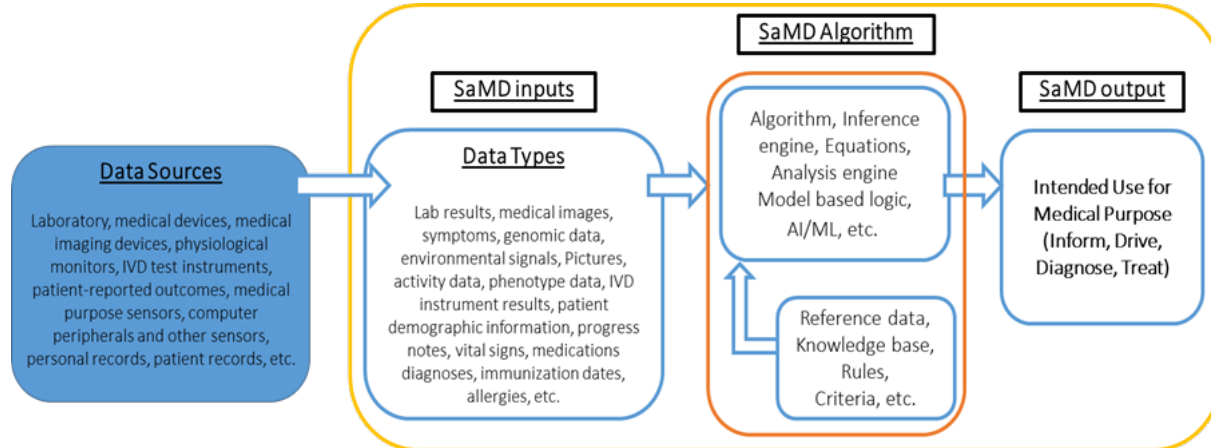 Data Sources
Laboratory, medical devices, medical
imaging devices, physiological
monitors, IVD test instruments,
patient-reported outcomes, medical
purpose sensors, computer
peripherals and other sensors,
personal records, patient records, etc.
SaMD inputs
Data Types
Lab results, medical images,
symptoms, genomic data,
environmental signals, Pictures,
activity data, phenotype data, IVD
instrument results, patient
demographic information, progress
notes, vital signs, medications
diagnoses, immunization dates,
allergies, etc.
SaMD Algorithm
Algorithm, Inference
engine, Equations,
Analysis engine
Model based logic,
AI/ML, etc.
Reference data,
Knowledge base,
Rules,
Criteria, etc.
SaMD output
Intended Use for
Medical Purpose
(Inform, Drive,
Diagnose, Treat)